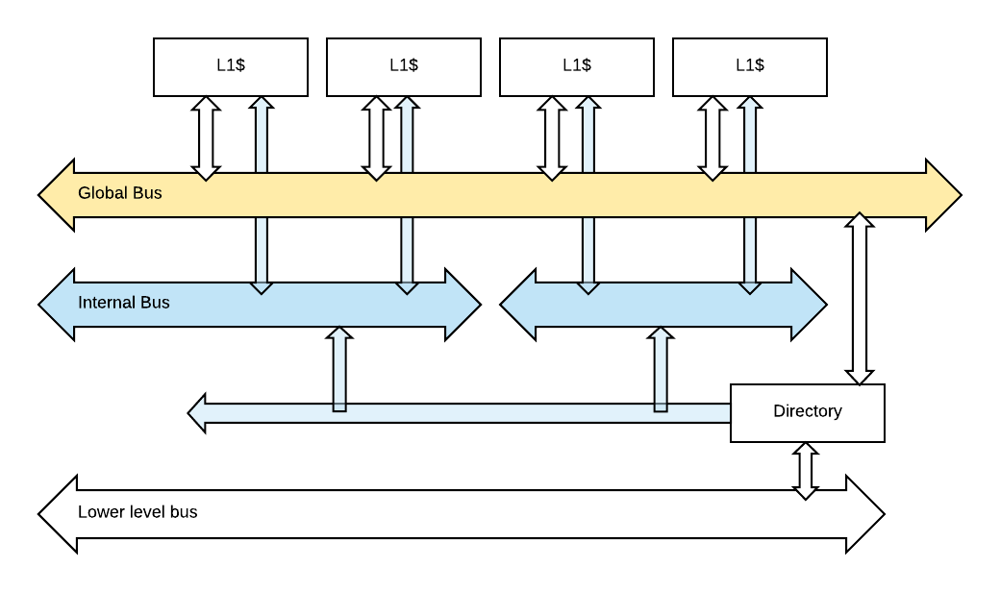 L1$
L1$
L1$
L1$
Global Bus
Internal Bus
Directory
Lower level bus